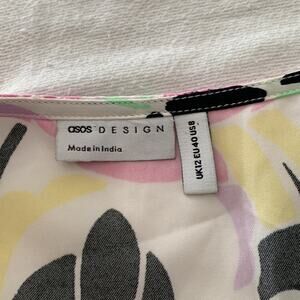 asos DESIGN
Made in India
UK12 EU40 US8